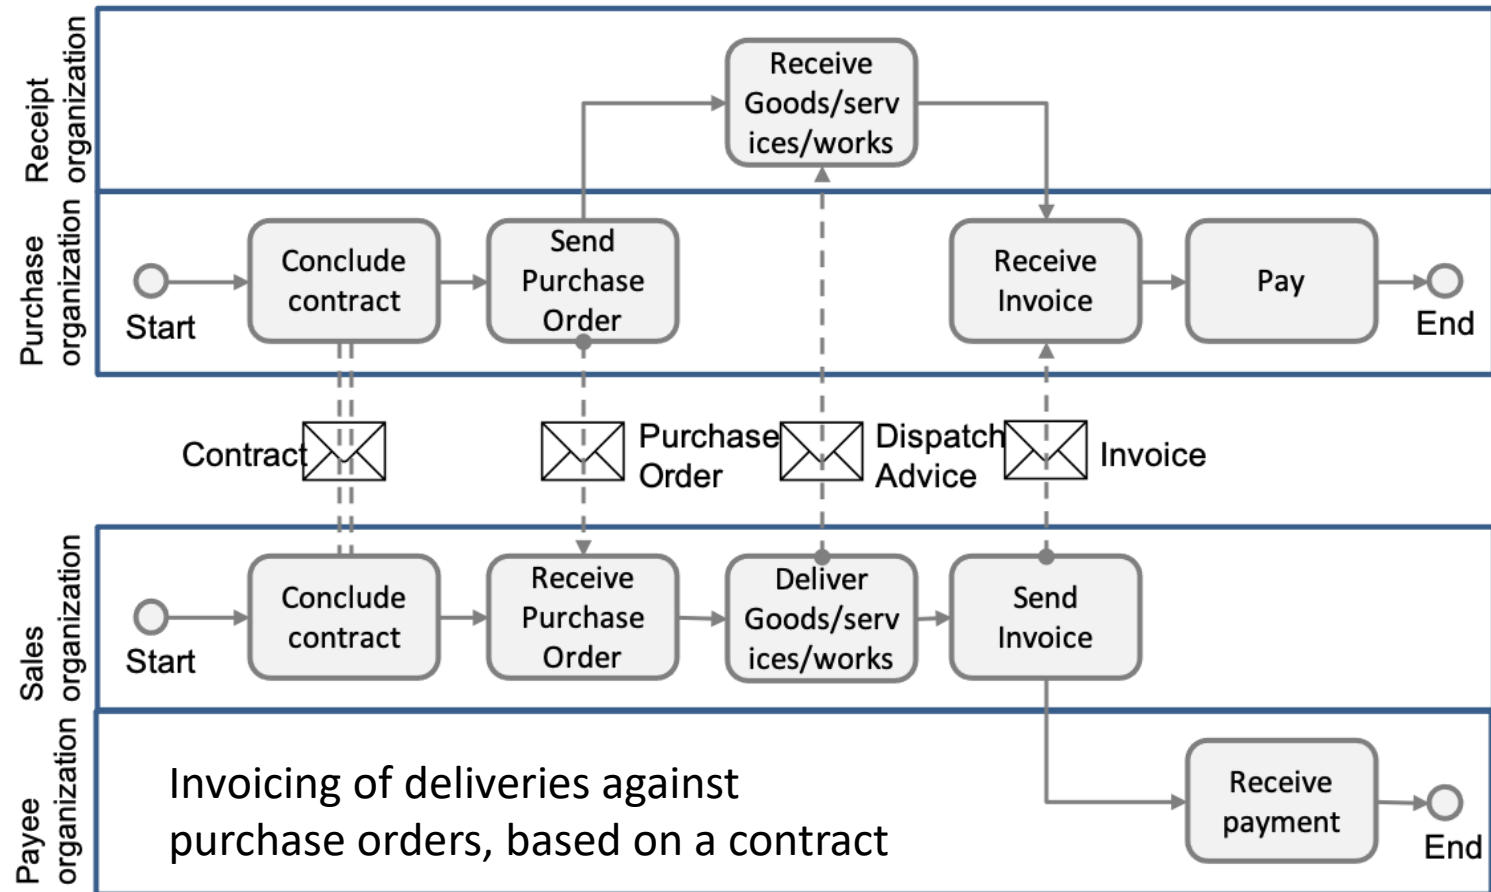 Receipt
organization
Receive
Goods/serv
ices/works
Purchase
organization
Start
Conclude
contract
Send
Purchase
Order
Receive
Invoice
Pay
End
Contract
Purchase
Order
Dispatch
Advice
Invoice
Sales
organization
Start
Conclude
contract
Receive
Purchase
Order
Deliver
Goods/serv
ices/works
Send
Invoice
Payee
organization
Invoicing of deliveries against
purchase orders, based on a contract
Receive
payment
End